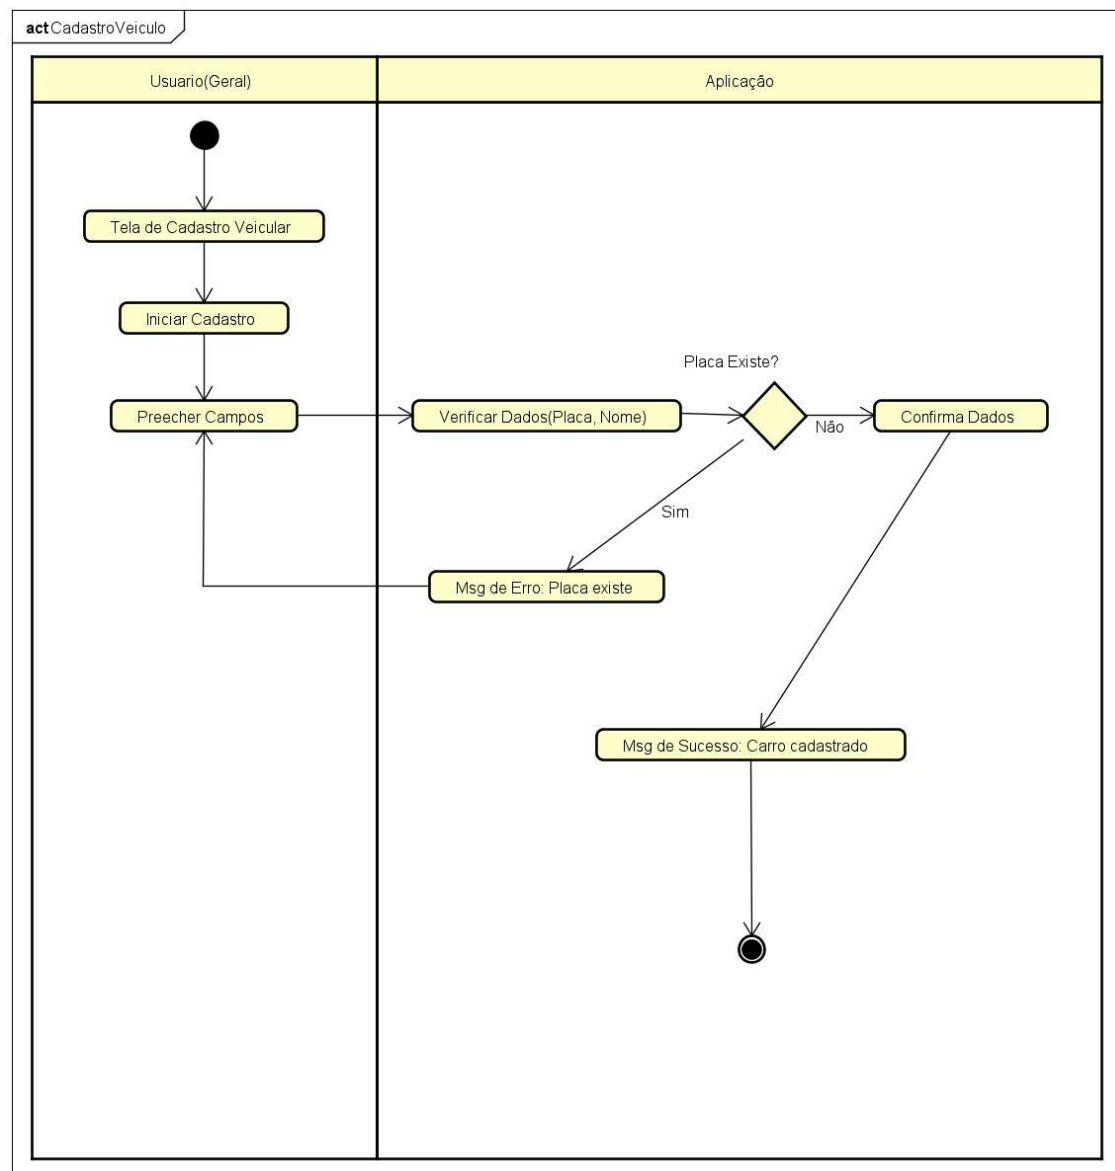 act CadastroVeiculo
Usuario(Geral)
Aplicação
Tela de Cadastro Veicular
Iniciar Cadastro
Placa Existe?
Preecher Campos
Verificar Dados(Placa, Nome)
Não
Confirma Dados
Sim
Msg de Erro: Placa existe
Msg de Sucesso: Carro cadastrado